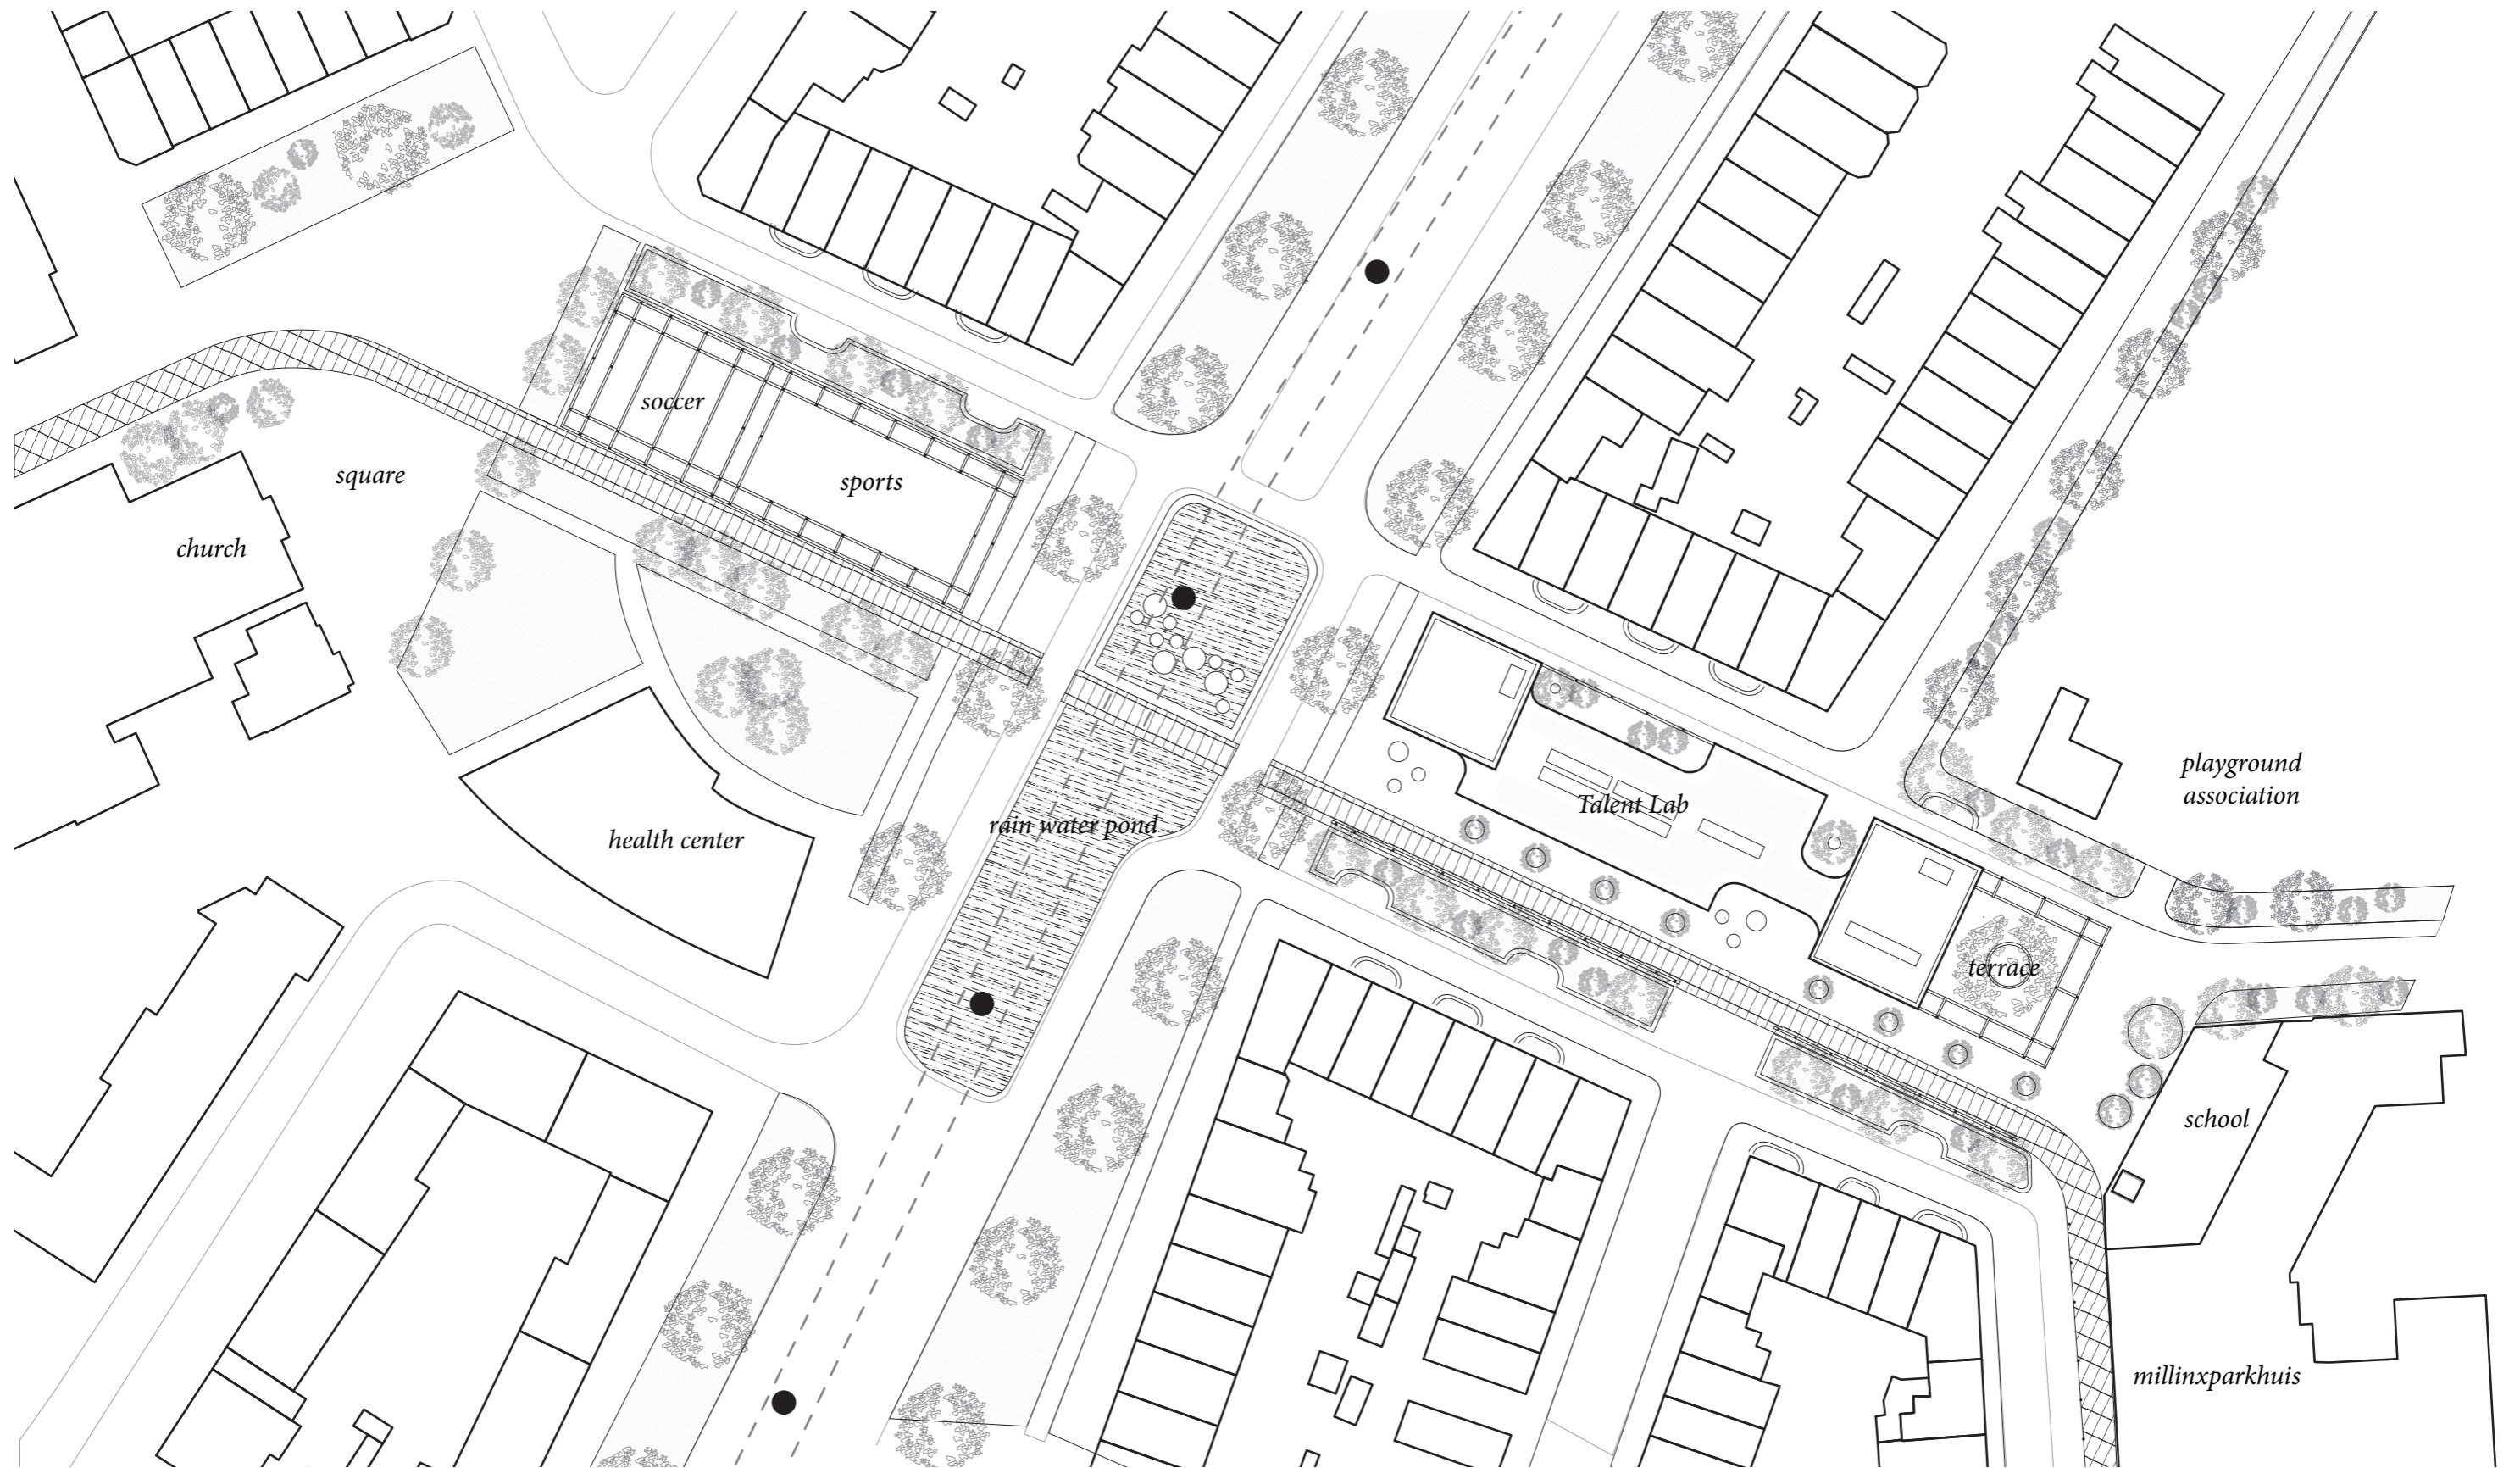 soccer
square
sports
church
playground
association
Talent Lab
rain water pond
health center
terrace
school
millinxparkhuis